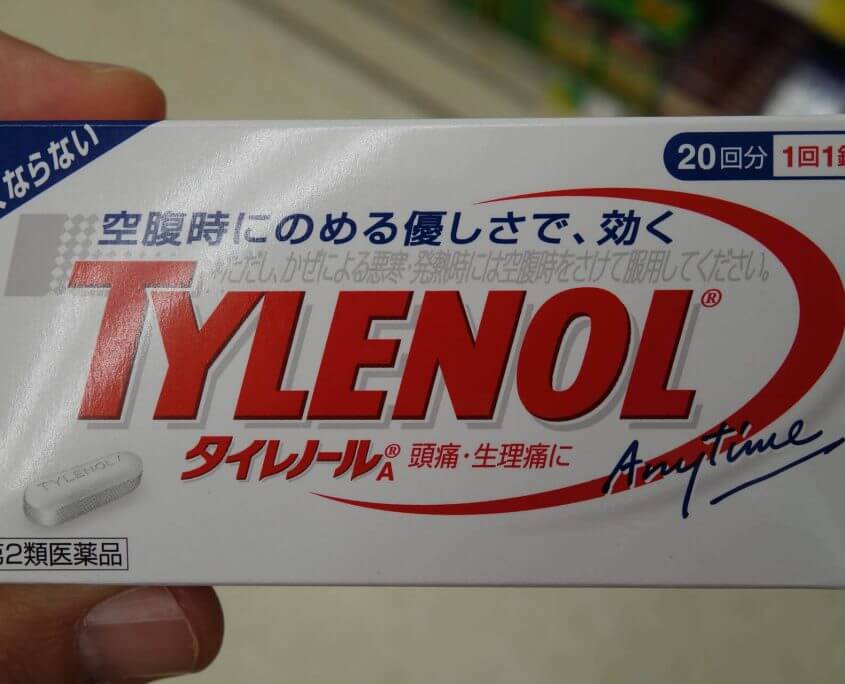 くならない
20回分 1回1錠
空腹時にのめる優しさで、効く
ただし、かぜによる悪寒・発熱時には空腹時をさけて服用してください。
TYLENOL®
タイレノール®A 頭痛・生理痛に
Anytime
TYLENOL
第2類医薬品